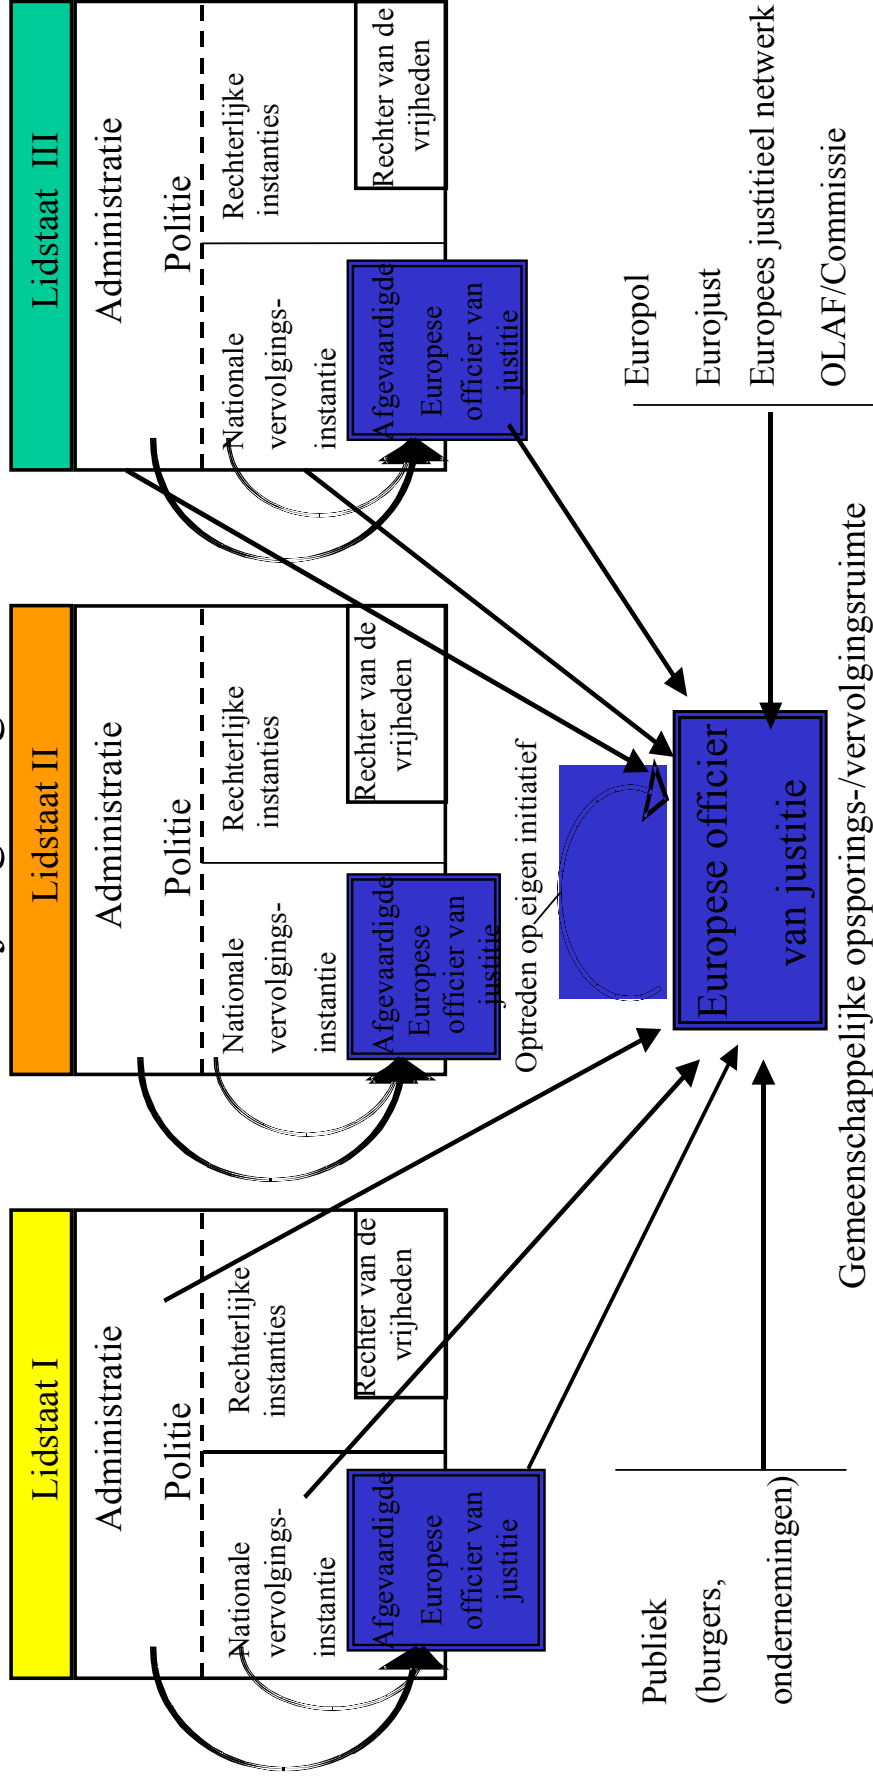 Lidstaat I
Administratie
Politie
Nationale
vervolgings-
instantie
Rechterlijke
instanties
Rechter van de
vrijheden
Afgevaardigde
Europese
officier van
justitie
Lidstaat II
Administratie
Politie
Nationale
vervolgings-
instantie
Rechterlijke
instanties
Rechter van de
vrijheden
Afgevaardigde
Europese
officier van
justitie
Lidstaat III
Administratie
Politie
Nationale
vervolgings-
instantie
Rechterlijke
instanties
Rechter van de
vrijheden
Afgevaardigde
Europese
officier van
justitie
Optreden op eigen initiatief
Publiek
(burgers,
ondernemingen)
Europese officier
van justitie
Europol
Eurojust
Europees justitieel netwerk
OLAF/Commissie
Gemeenschappelijke opsporings-/vervolgingsruimte